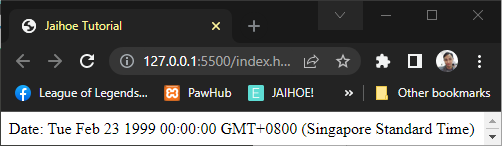 Jaihoe Tutorial
127.0.0.1:5500/index.h...
League of Legends... PawHub JAIHOE! Other bookmarks
Date: Tue Feb 23 1999 00:00:00 GMT+0800 (Singapore Standard Time)